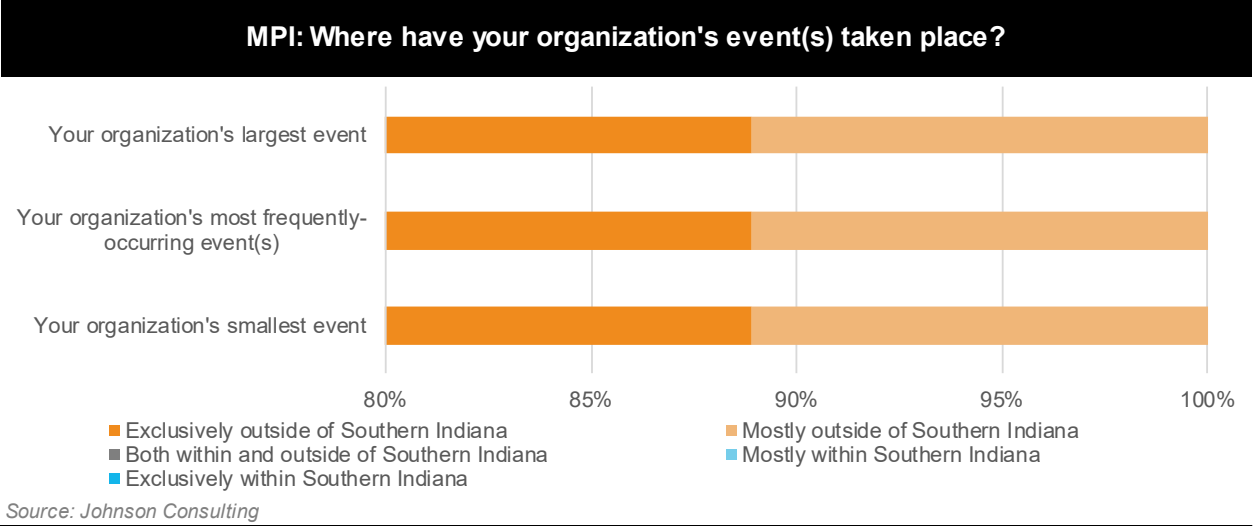 MPI: Where have your organization's event(s) taken place?
Your organization's largest event
Your organization's most frequently-
occurring event(s)
Your organization's smallest event
80% 85% 90% 95% 100%
Exclusively outside of Southern Indiana Mostly outside of Southern Indiana
Both within and outside of Southern Indiana Mostly within Southern Indiana
Exclusively within Southern Indiana
Source: Johnson Consulting